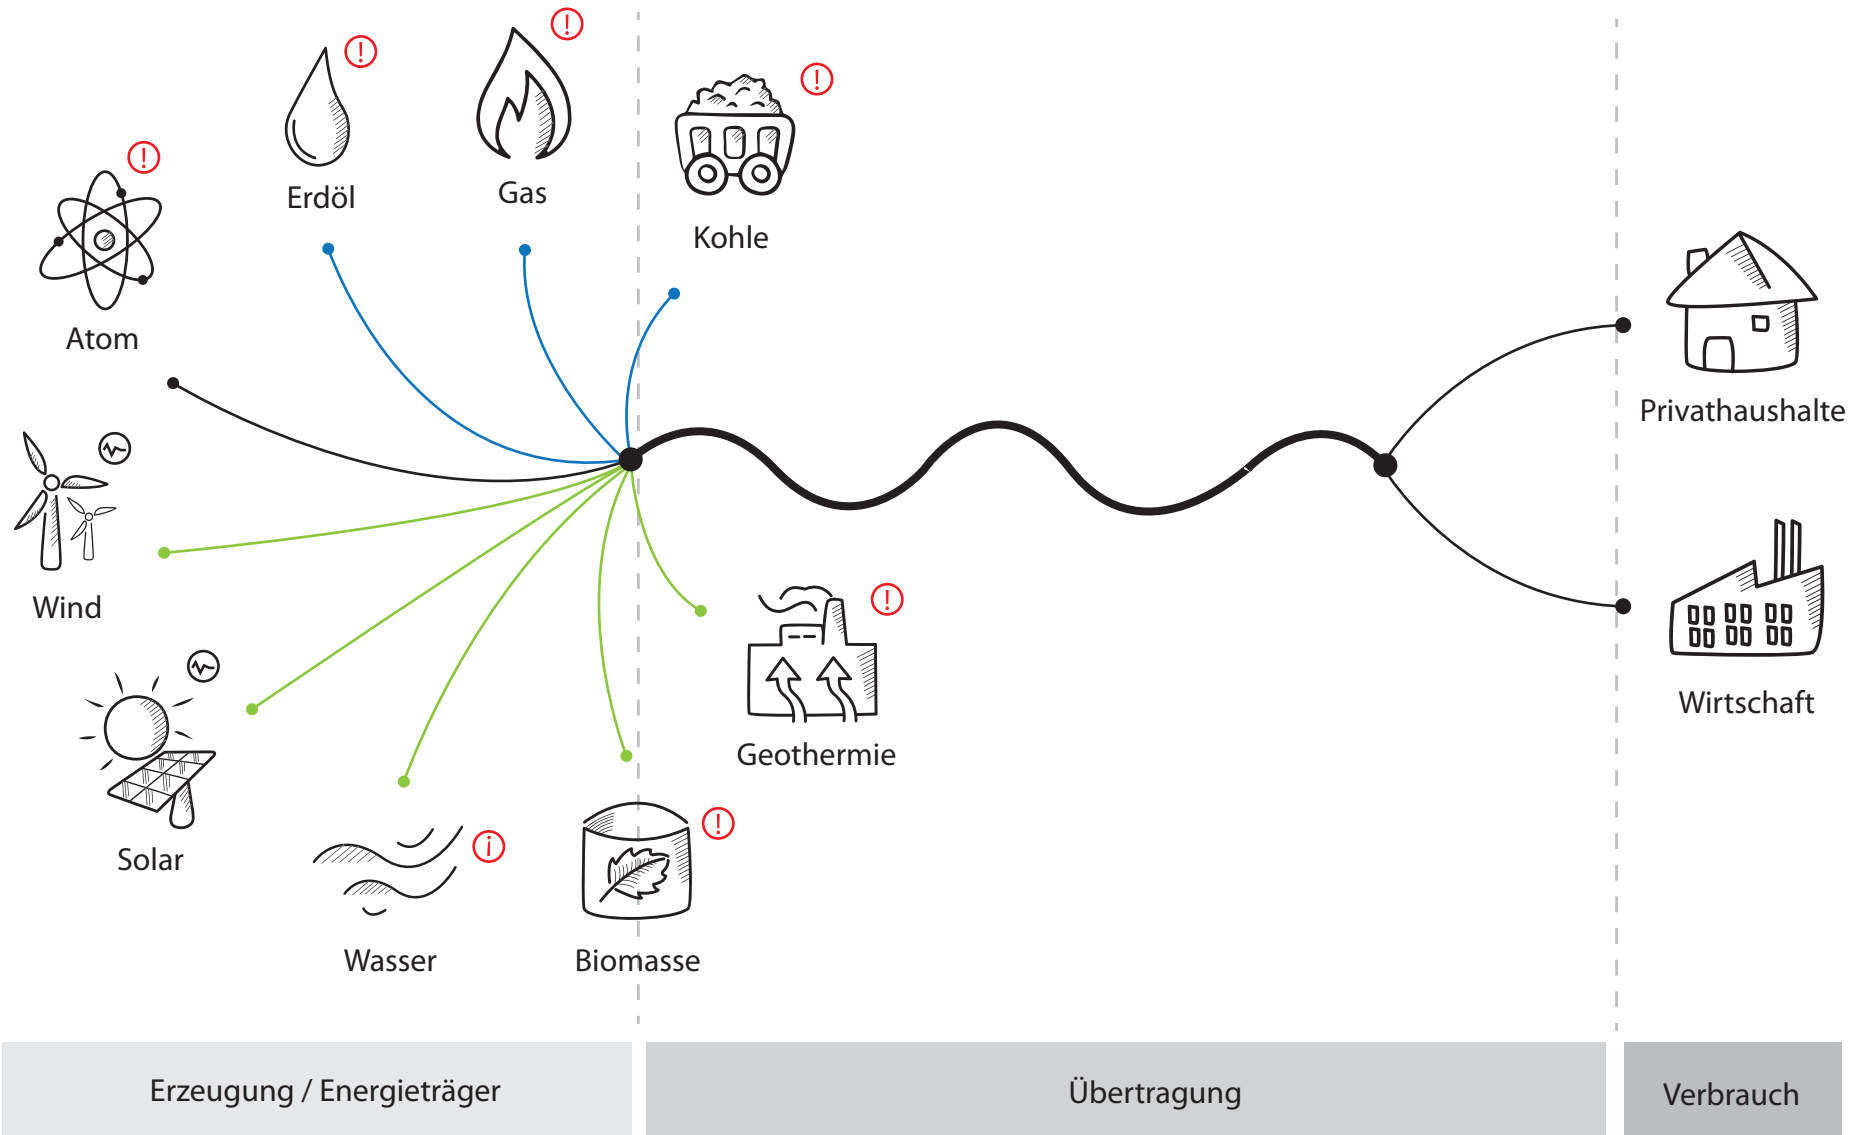 !
Erdöl
!
Gas
!
Kohle
!
Atom
Wind
Solar
i
Wasser
!
Biomasse
!
Geothermie
Privathaushalte
Wirtschaft
Erzeugung / Energieträger
Übertragung
Verbrauch